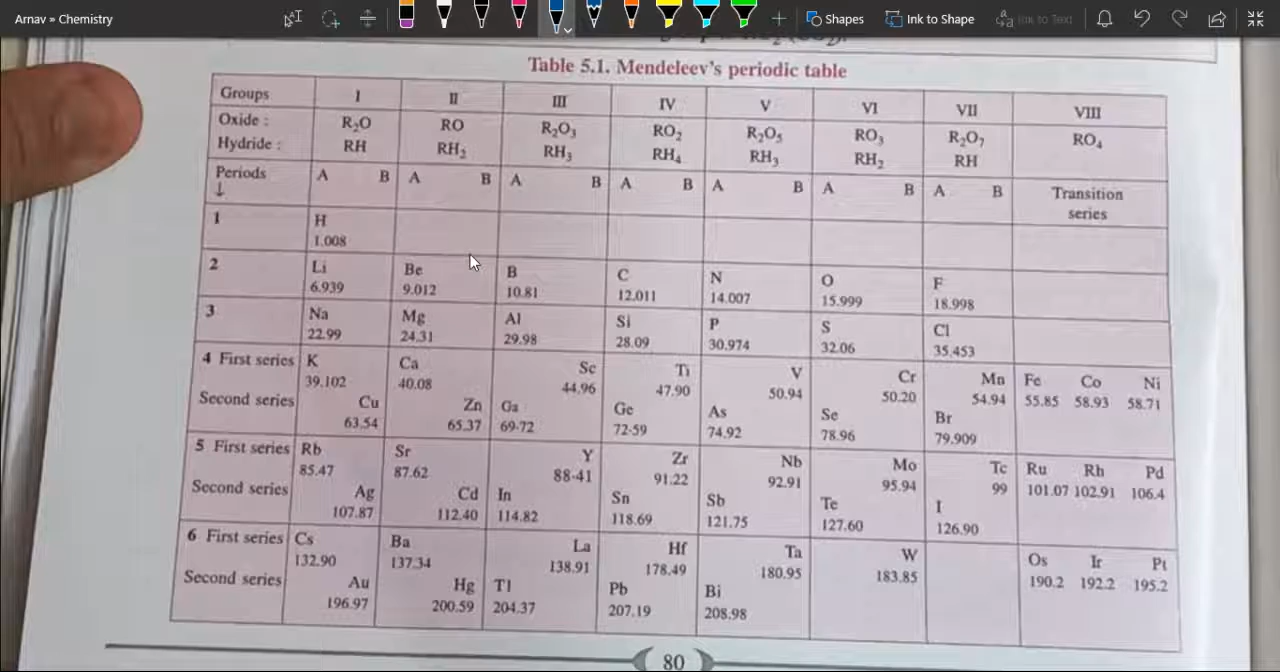 Arnav » Chemistry
Shapes
Ink to Shape
Ink to Text
Table 5.1. Mendeleev's periodic table
Groups I II III IV V VI VII VIII
Oxide : R₂O RO R₂O₃ RO₂ R₂O₅ RO₃ R₂O₇ RO₄
Hydride : RH RH₂ RH₃ RH₄ RH₃ RH₂ RH
Periods ↓ A B A B A B A B A B A B A B Transition series
1 H
1.008
2 Li Be B C N O F
6.939 9.012 10.81 12.011 14.007 15.999 18.998
3 Na Mg Al Si P S Cl
22.99 24.31 29.98 28.09 30.974 32.06 35.453
4 First series K Ca Sc Ti V Cr Mn Fe Co Ni
39.102 40.08 44.96 47.90 50.94 50.20 54.94 55.85 58.93 58.71
Second series Cu Zn Ga Ge As Se Br
63.54 65.37 69·72 72·59 74.92 78.96 79.909
5 First series Rb Sr Y Zr Nb Mo Tc Ru Rh Pd
85.47 87.62 88·41 91.22 92.91 95.94 99 101.07 102.91 106.4
Second series Ag Cd In Sn Sb Te I
107.87 112.40 114.82 118.69 121.75 127.60 126.90
6 First series Cs Ba La Hf Ta W Os Ir Pt
132.90 137.34 138.91 178.49 180.95 183.85 190.2 192.2 195.2
Second series Au Hg Tl Pb Bi
196.97 200.59 204.37 207.19 208.98
80